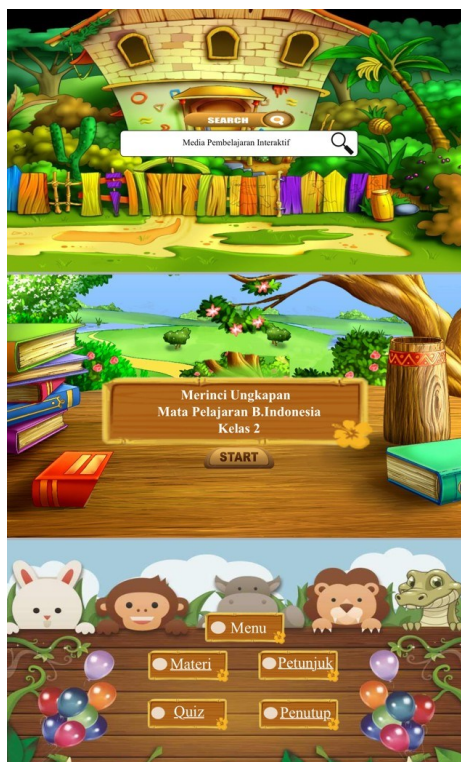 SEARCH
Media Pembelajaran Interaktif
Merinci Ungkapan
Mata Pelajaran B.Indonesia
Kelas 2
START
Menu
Materi
Petunjuk
Quiz
Penutup